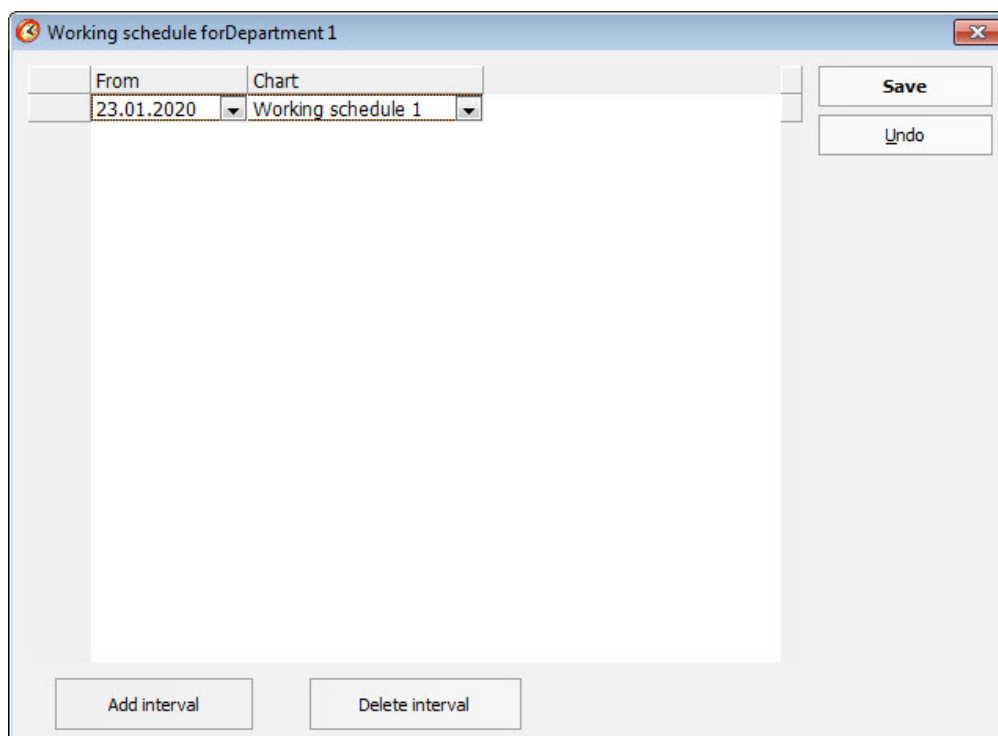 Working schedule forDepartment 1
From Chart
23.01.2020 Working schedule 1
Save
Undo
Add interval Delete interval